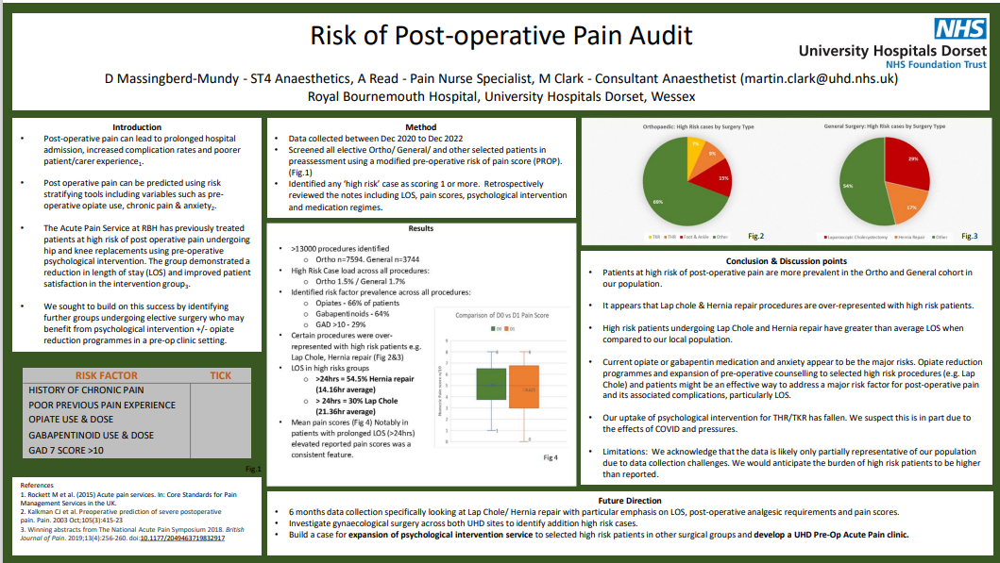 Risk of Post-operative Pain Audit
NHS
University Hospitals Dorset
NHS Foundation Trust
D Massingberd-Mundy - ST4 Anaesthetics, A Read - Pain Nurse Specialist, M Clark - Consultant Anaesthetist (martin.clark@uhd.nhs.uk)
Royal Bournemouth Hospital, University Hospitals Dorset, Wessex
Introduction
• Post-operative pain can lead to prolonged hospital
admission, increased complication rates and poorer
patient/carer experience1.
• Post operative pain can be predicted using risk
stratifying tools including variables such as pre-
operative opiate use, chronic pain & anxiety2.
• The Acute Pain Service at RBH has previously treated
patients at high risk of post operative pain undergoing
hip and knee replacements using pre-operative
psychological intervention. The group demonstrated a
reduction in length of stay (LOS) and improved patient
satisfaction in the intervention group3.
• We sought to build on this success by identifying
further groups undergoing elective surgery who may
benefit from psychological intervention +/- opiate
reduction programmes in a pre-op clinic setting.
RISK FACTOR TICK
HISTORY OF CHRONIC PAIN
POOR PREVIOUS PAIN EXPERIENCE
OPIATE USE & DOSE
GABAPENTINOID USE & DOSE
GAD 7 SCORE >10
Fig.1
References
1. Rockett M et al. (2015) Acute pain services. In: Core Standards for Pain
Management Services in the UK.
2. Kalkman CJ et al. Preoperative prediction of severe postoperative
pain. Pain. 2003 Oct;105(3):415-23
3. Winning abstracts from The National Acute Pain Symposium 2018. British
Journal of Pain. 2019;13(4):256-260. doi:10.1177/2049463719832917
Method
• Data collected between Dec 2020 to Dec 2022
• Screened all elective Ortho/ General/ and other selected patients in
preassessment using a modified pre-operative risk of pain score (PROP).
(Fig.1)
• Identified any 'high risk' case as scoring 1 or more. Retrospectively
reviewed the notes including LOS, pain scores, psychological intervention
and medication regimes.
Results
• >13000 procedures identified
o Ortho n=7594. General n=3744
• High Risk Case load across all procedures:
o Ortho 1.5% / General 1.7%
• Identified risk factor prevalence across all procedures:
o Opiates - 66% of patients
o Gabapentinoids - 64%
o GAD >10 - 29%
• Certain procedures were over-
represented with high risk patients e.g.
Lap Chole, Hernia repair (Fig 2&3)
• LOS in high risks groups
o >24hrs = 54.5% Hernia repair
(14.16hr average)
o > 24hrs = 30% Lap Chole
(21.36hr average)
• Mean pain scores (Fig 4) Notably in
patients with prolonged LOS (>24hrs)
elevated reported pain scores was a
consistent feature.
Comparison of D0 vs D1 Pain Score
D0 D1
9
8
7
6
5
4
3
2
1
0
8
1
8
0
Fig 4
Orthopaedic: High Risk cases by Surgery Type
7%
9%
15%
69%
TKR THR Foot & Ankle Other
Fig.2
General Surgery: High Risk cases by Surgery Type
29%
17%
54%
Laparoscopic Cholecystectomy Hernia Repair Other
Fig.3
Conclusion & Discussion points
• Patients at high risk of post-operative pain are more prevalent in the Ortho and General cohort in
our population.
• It appears that Lap chole & Hernia repair procedures are over-represented with high risk patients.
• High risk patients undergoing Lap Chole and Hernia repair have greater than average LOS when
compared to our local population.
• Current opiate or gabapentin medication and anxiety appear to be the major risks. Opiate reduction
programmes and expansion of pre-operative counselling to selected high risk procedures (e.g. Lap
Chole) and patients might be an effective way to address a major risk factor for post-operative pain
and its associated complications, particularly LOS.
• Our uptake of psychological intervention for THR/TKR has fallen. We suspect this is in part due to
the effects of COVID and pressures.
• Limitations: We acknowledge that the data is likely only partially representative of our population
due to data collection challenges. We would anticipate the burden of high risk patients to be higher
than reported.
Future Direction
• 6 months data collection specifically looking at Lap Chole/ Hernia repair with particular emphasis on LOS, post-operative analgesic requirements and pain scores.
• Investigate gynaecological surgery across both UHD sites to identify addition high risk cases.
• Build a case for expansion of psychological intervention service to selected high risk patients in other surgical groups and develop a UHD Pre-Op Acute Pain clinic.